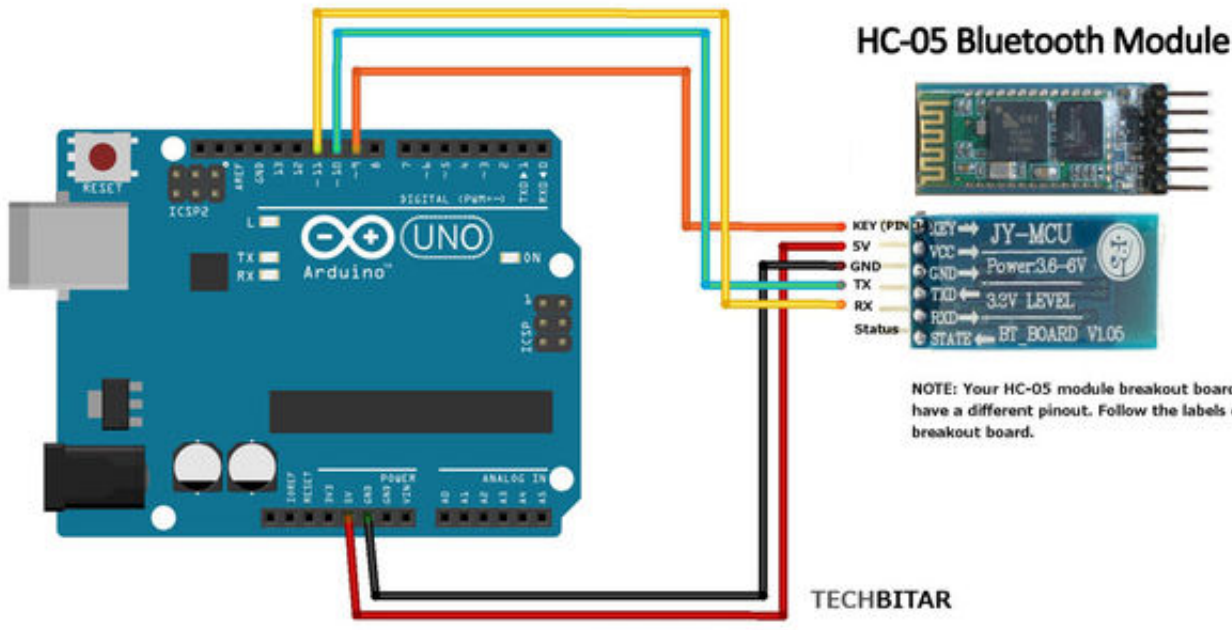 HC-05 Bluetooth Module
RESET
ICSP2
AREF
GND
13
12
~11
~10
~9
8
7
~6
~5
4
~3
2
TXD▶1
RXD◀0
DIGITAL (PWM~)
L
TX
RX
UNO
Arduino™
ON
1
ICSP
KEY (PIN
5V
GND
TX
RX
Status
KEY
VCC
GND
TXD
RXD
STATE
JY-MCU
Power:3.6-6V
3.3V LEVEL
BT_BOARD V1.05
NOTE: Your HC-05 module breakout board
have a different pinout. Follow the labels
breakout board.
POWER
ANALOG IN
IOREF
RESET
3V3
5V
GND
GND
VIN
A0
A1
A2
A3
A4
A5
TECHBITAR